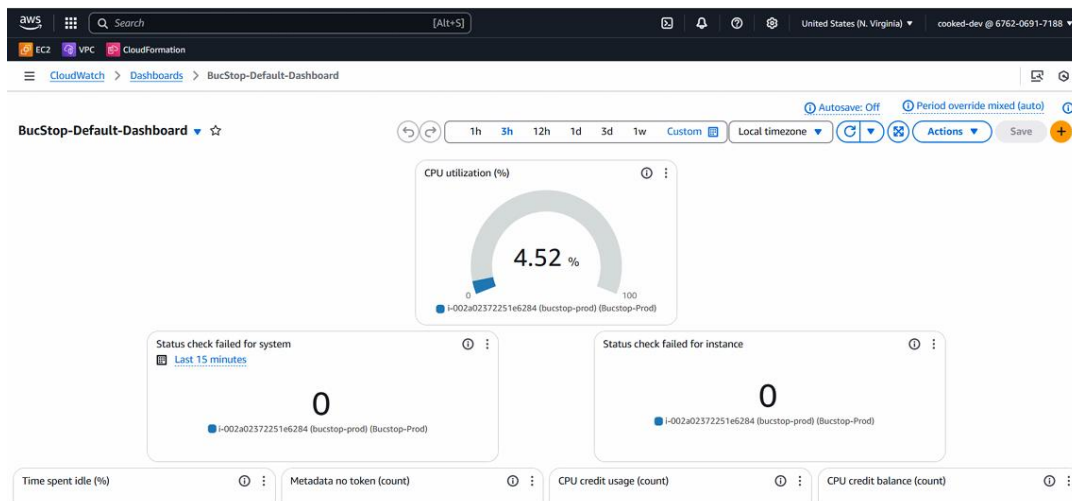 aws Search [Alt+S] United States (N. Virginia) cooked-dev @ 6762-0691-7188
EC2 VPC CloudFormation
CloudWatch > Dashboards > BucStop-Default-Dashboard
Autosave: Off Period override mixed (auto)
BucStop-Default-Dashboard 1h 3h 12h 1d 3d 1w Custom Local timezone Actions Save
CPU utilization (%)
4.52 %
0 100
i-002a02372251e6284 (bucstop-prod) (Bucstop-Prod)
Status check failed for system
Last 15 minutes
0
i-002a02372251e6284 (bucstop-prod) (Bucstop-Prod)
Status check failed for instance
0
i-002a02372251e6284 (bucstop-prod) (Bucstop-Prod)
Time spent idle (%)
Metadata no token (count)
CPU credit usage (count)
CPU credit balance (count)